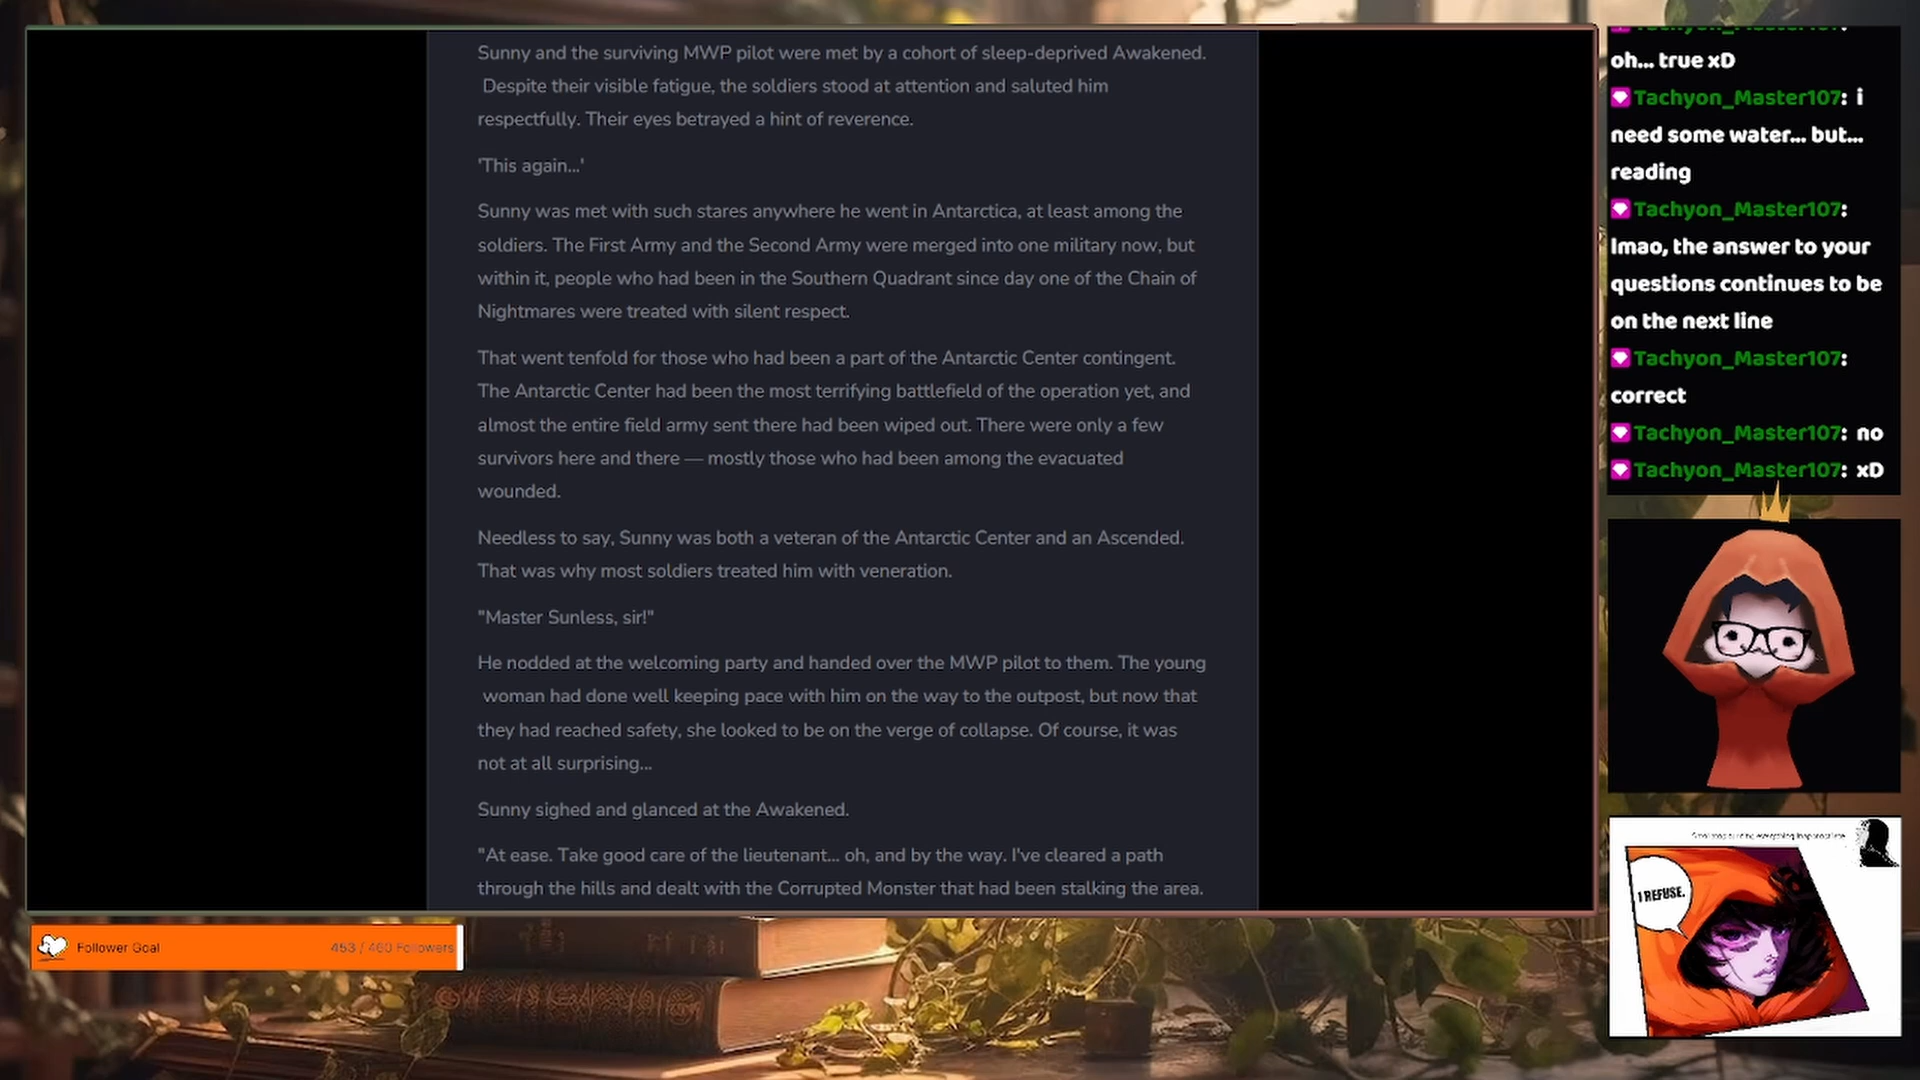 Sunny and the surviving MWP pilot were met by a cohort of sleep-deprived Awakened.
Despite their visible fatigue, the soldiers stood at attention and saluted him
respectfully. Their eyes betrayed a hint of reverence.
'This again...'
Sunny was met with such stares anywhere he went in Antarctica, at least among the
soldiers. The First Army and the Second Army were merged into one military now, but
within it, people who had been in the Southern Quadrant since day one of the Chain of
Nightmares were treated with silent respect.
That went tenfold for those who had been a part of the Antarctic Center contingent.
The Antarctic Center had been the most terrifying battlefield of the operation yet, and
almost the entire field army sent there had been wiped out. There were only a few
survivors here and there — mostly those who had been among the evacuated
wounded.
Needless to say, Sunny was both a veteran of the Antarctic Center and an Ascended.
That was why most soldiers treated him with veneration.
"Master Sunless, sir!"
He nodded at the welcoming party and handed over the MWP pilot to them. The young
woman had done well keeping pace with him on the way to the outpost, but now that
they had reached safety, she looked to be on the verge of collapse. Of course, it was
not at all surprising...
Sunny sighed and glanced at the Awakened.
"At ease. Take good care of the lieutenant... oh, and by the way. I've cleared a path
through the hills and dealt with the Corrupted Monster that had been stalking the area.
Tachyon_Master107:
oh... true xD
Tachyon_Master107: i
need some water... but...
reading
Tachyon_Master107:
lmao, the answer to your
questions continues to be
on the next line
Tachyon_Master107:
correct
Tachyon_Master107: no
Tachyon_Master107: xD
I REFUSE.
Follower Goal
453 / 460 Followers